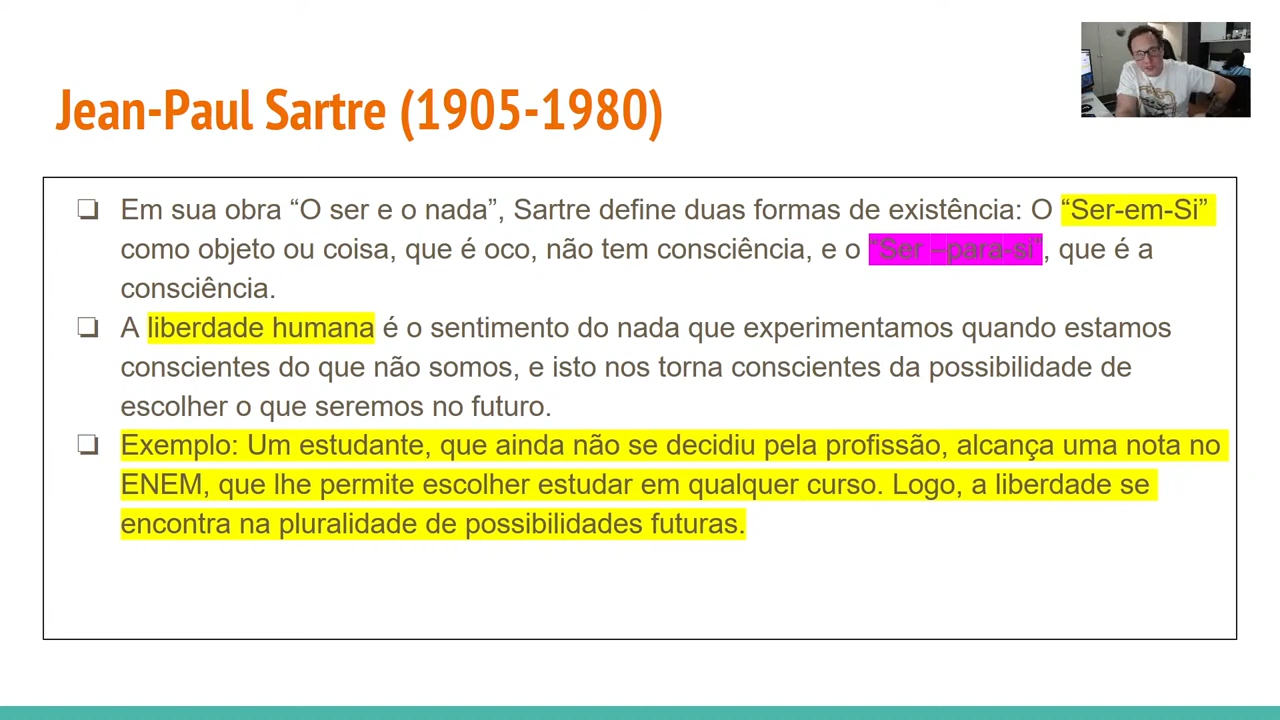 Jean-Paul Sartre (1905-1980)
❏ Em sua obra “O ser e o nada”, Sartre define duas formas de existência: O “Ser-em-Si”
como objeto ou coisa, que é oco, não tem consciência, e o “Ser –para-si”, que é a
consciência.
❏ A liberdade humana é o sentimento do nada que experimentamos quando estamos
conscientes do que não somos, e isto nos torna conscientes da possibilidade de
escolher o que seremos no futuro.
❏ Exemplo: Um estudante, que ainda não se decidiu pela profissão, alcança uma nota no
ENEM, que lhe permite escolher estudar em qualquer curso. Logo, a liberdade se
encontra na pluralidade de possibilidades futuras.